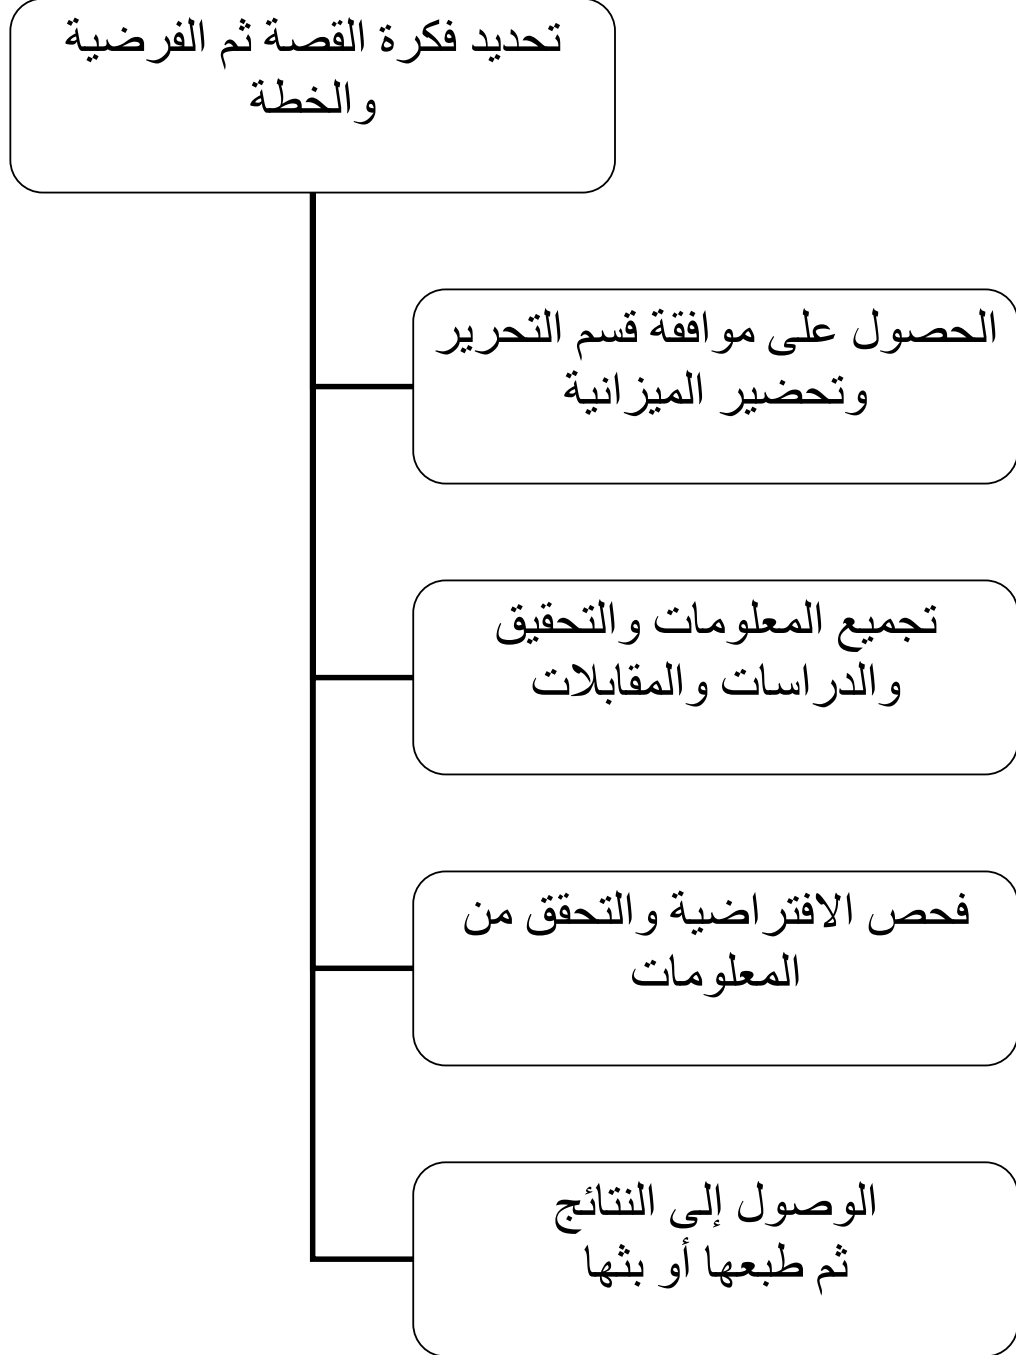 تحديد فكرة القصة ثم الفرضية
والخطة
الحصول على موافقة قسم التحرير
وتحضير الميزانية
تجميع المعلومات والتحقيق
والدراسات والمقابلات
فحص الافتراضية والتحقق من
المعلومات
الوصول إلى النتائج
ثم طبعها أو بثها